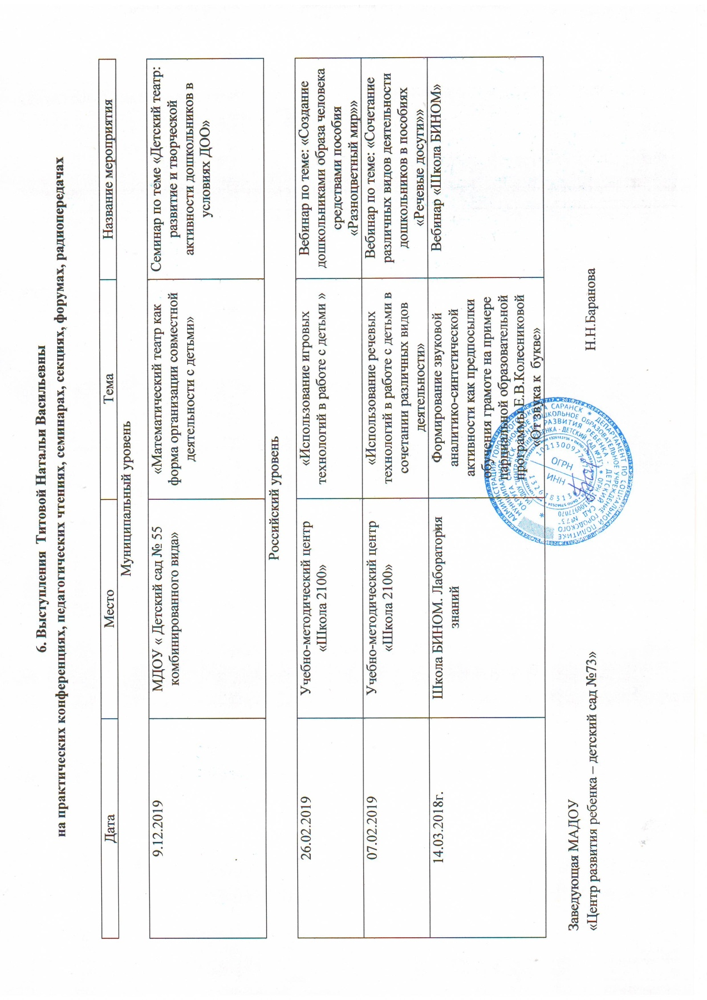 6. Выступления Титовой Натальи Васильевны
на практических конференциях, педагогических чтениях, семинарах, секциях, форумах, радиопередачах
Дата Место Тема Название мероприятия
Муниципальный уровень
9.12.2019
МДОУ « Детский сад № 55
комбинированного вида»
«Математический театр как
форма организации совместной
деятельности с детьми»
Семинар по теме «Детский театр:
развитие и творческой
активности дошкольников в
условиях ДОО»
Российский уровень
26.02.2019
Учебно-методический центр
«Школа 2100»
«Использование игровых
технологий в работе с детьми »
Вебинар по теме: «Создание
дошкольниками образа человека
средствами пособия
«Разноцветный мир»»
07.02.2019
Учебно-методический центр
«Школа 2100»
«Использование речевых
технологий в работе с детьми в
сочетании различных видов
деятельности»
Вебинар по теме: «Сочетание
различных видов деятельности
дошкольников в пособиях
«Речевые досуги»»
14.03.2018г.
Школа БИНОМ. Лаборатория
знаний
Формирование звуковой
аналитико-синтетической
активности как предпосылки
обучения грамоте на примере
парциальной образовательной
программы Е.В.Колесниковой
«От звука к букве»
Вебинар «Школа БИНОМ»
Заведующая МАДОУ
«Центр развития ребенка – детский сад №73»
Н.Н.Баранова
ОГРН
ИНН